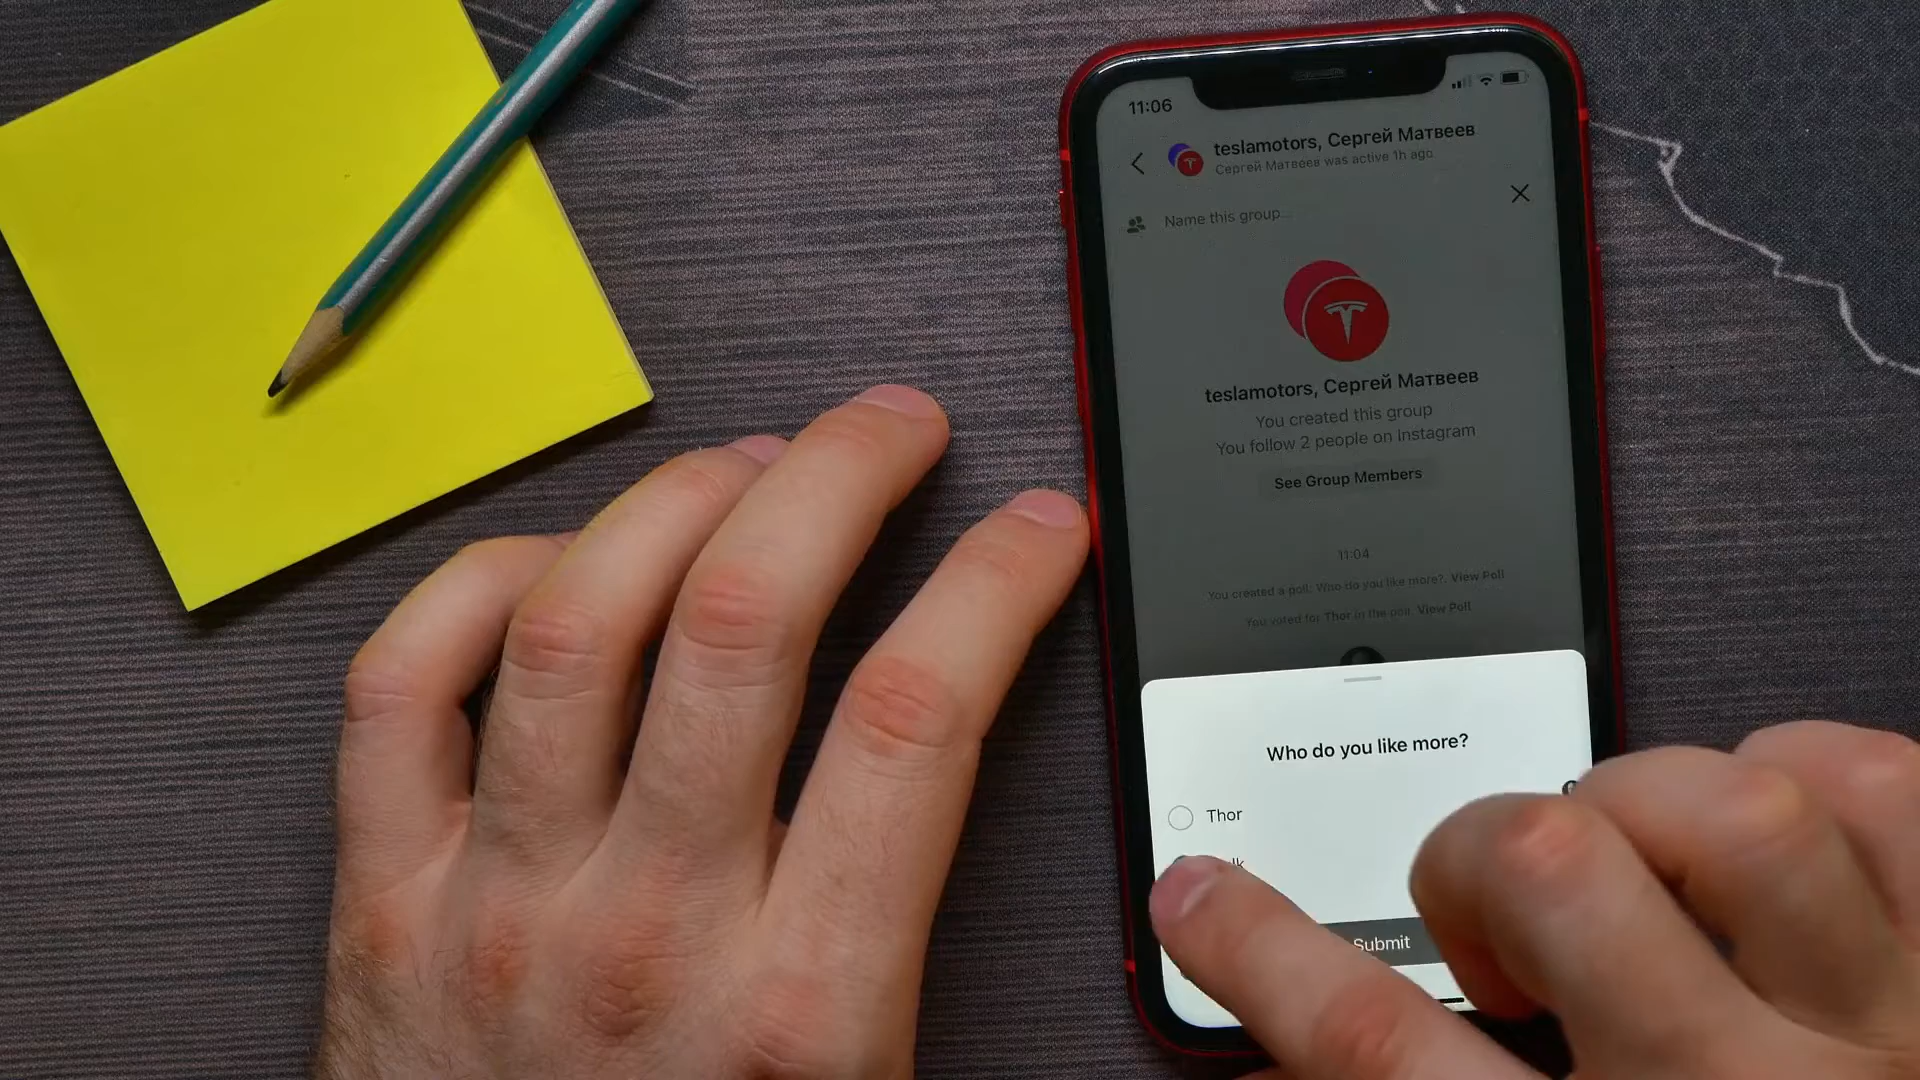 11:06
teslamotors, Сергей Матвеев
Сергей Матвеев was active 1h ago
Name this group...
teslamotors, Сергей Матвеев
You created this group
You follow 2 people on Instagram
See Group Members
11:04
You created a poll: Who do you like more?. View Poll
You voted for Thor in the poll. View Poll
Who do you like more?
Thor
Submit